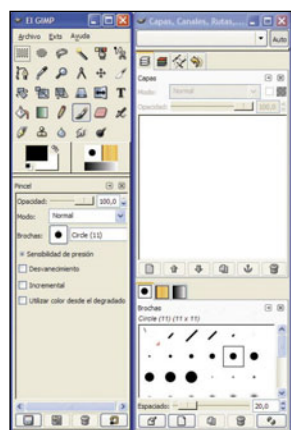 El GIMP
Archivo Exts Ayuda
Pincel
Opacidad: 100,0
Modo: Normal
Brochas: Circle (11)
Sensibilidad de presión
Desvanecimiento
Incremental
Utilizar color desde el degradado
Capas, Canales, Rutas,...
Auto
Capas
Modo: Normal
Opacidad: 100,0
Brochas
Circle (11) (11 x 11)
Espaciado: 20,0